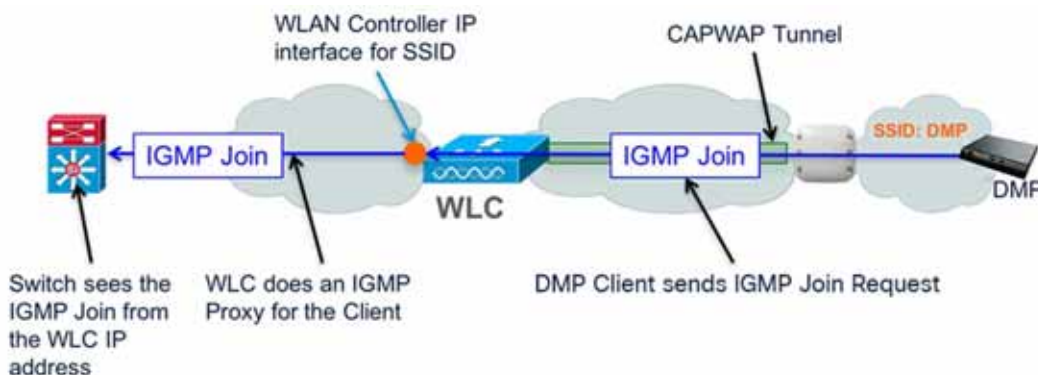 WLAN Controller IP
interface for SSID
CAPWAP Tunnel
IGMP Join
IGMP Join
SSID: DMP
DMP
WLC
Switch sees the
IGMP Join from
the WLC IP
address
WLC does an IGMP
Proxy for the Client
DMP Client sends IGMP Join Request